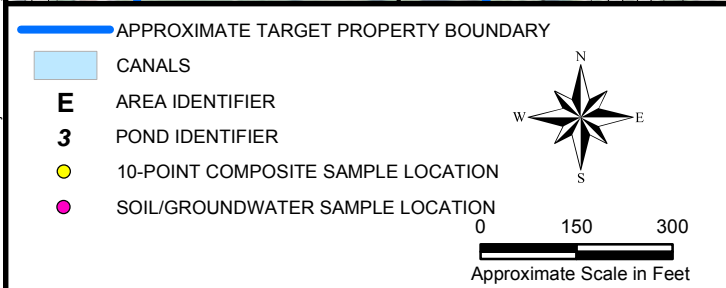 APPROXIMATE TARGET PROPERTY BOUNDARY
CANALS
E AREA IDENTIFIER
3 POND IDENTIFIER
10-POINT COMPOSITE SAMPLE LOCATION
SOIL/GROUNDWATER SAMPLE LOCATION
N
W E
S
0 150 300
Approximate Scale in Feet